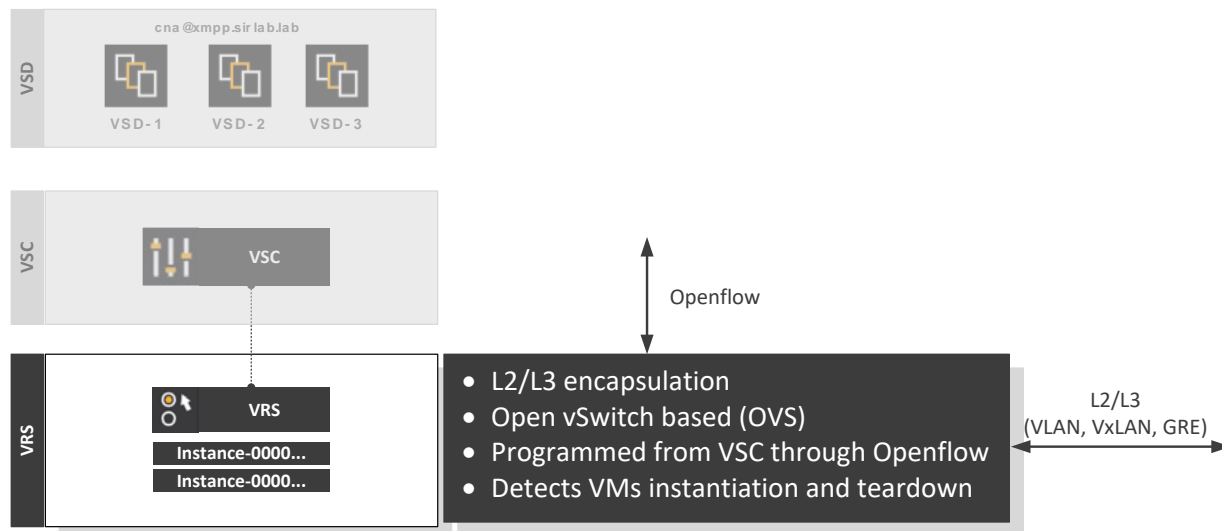 VSD
cna@xmpp.sirlab.lab
VSD-1 VSD-2 VSD-3
VSC
VSC
Openflow
VRS
VRS
Instance-0000...
Instance-0000...
• L2/L3 encapsulation
• Open vSwitch based (OVS)
• Programmed from VSC through Openflow
• Detects VMs instantiation and teardown
L2/L3
(VLAN, VxLAN, GRE)